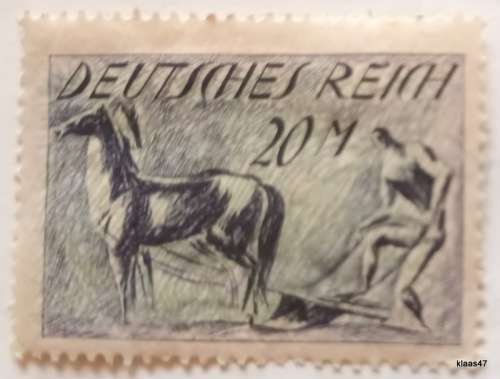 DEUTSCHES REICH
20 M
klaas47